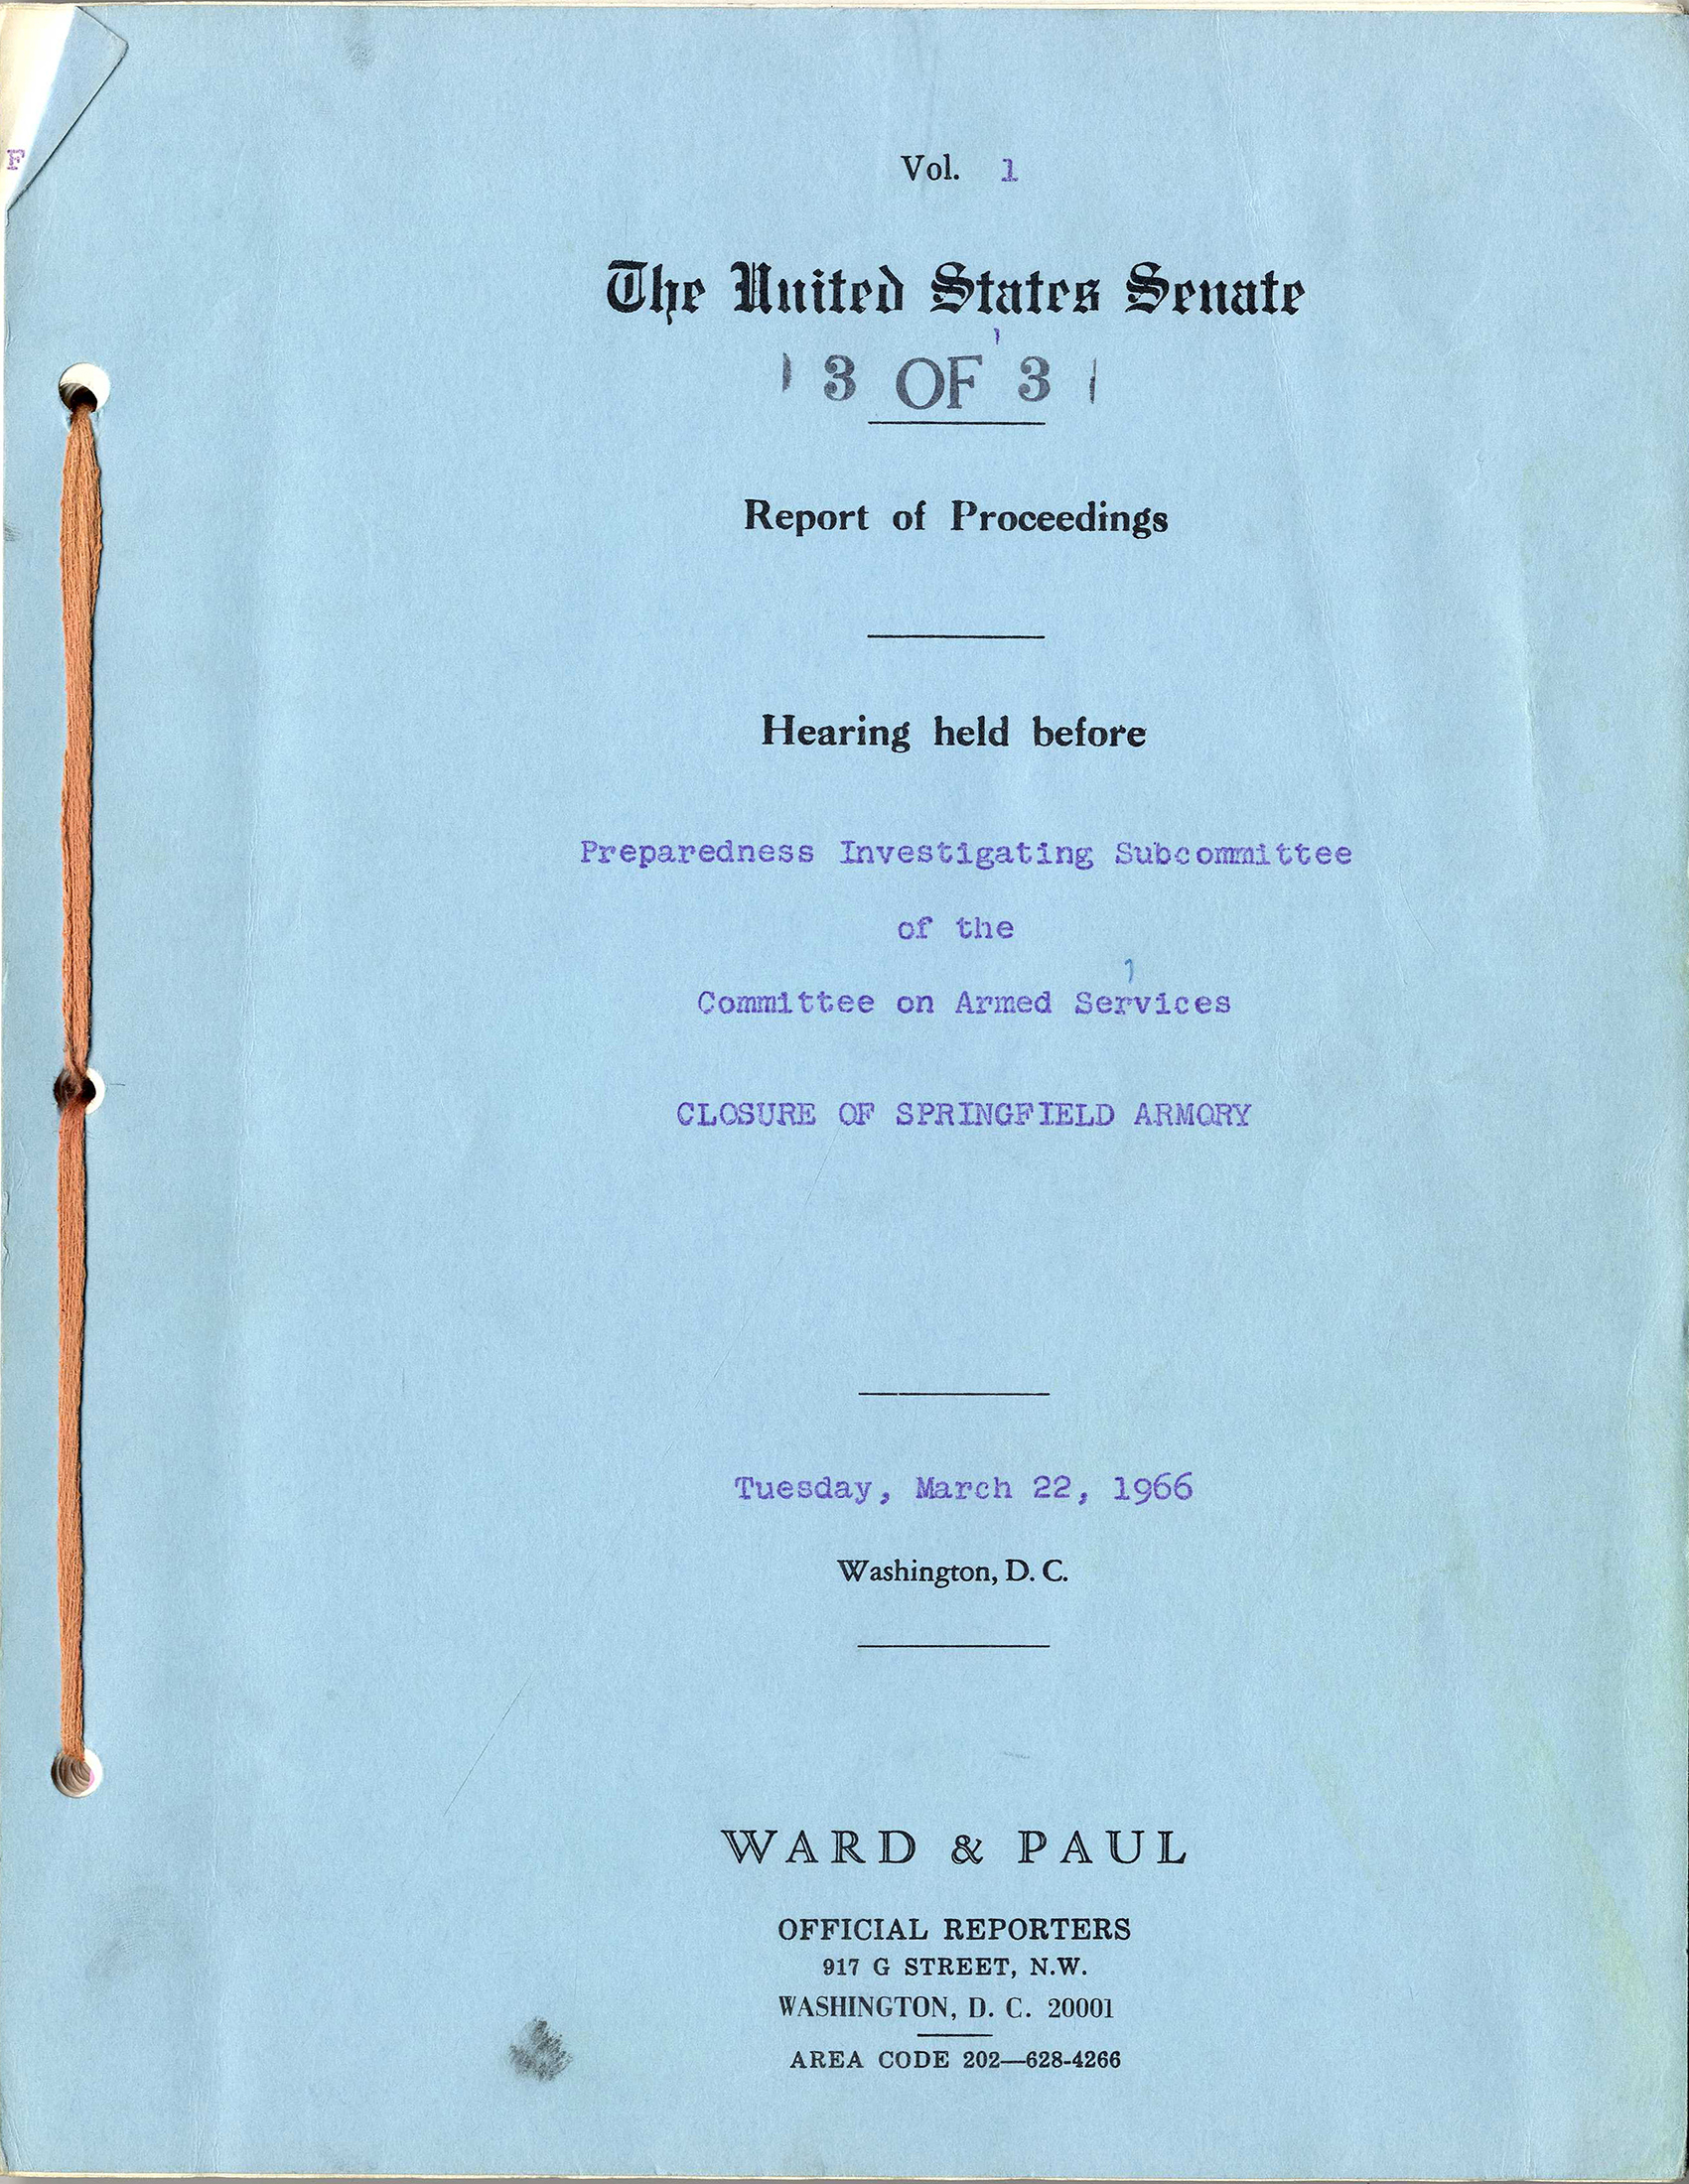 F
Vol. 1
The United States Senate
3 OF 3
Report of Proceedings
Hearing held before
Preparedness Investigating Subcommittee
of the
Committee on Armed Services
CLOSURE OF SPRINGFIELD ARMORY
Tuesday, March 22, 1966
Washington, D. C.
WARD & PAUL
OFFICIAL REPORTERS
917 G STREET, N.W.
WASHINGTON, D. C. 20001
AREA CODE 202—628-4266